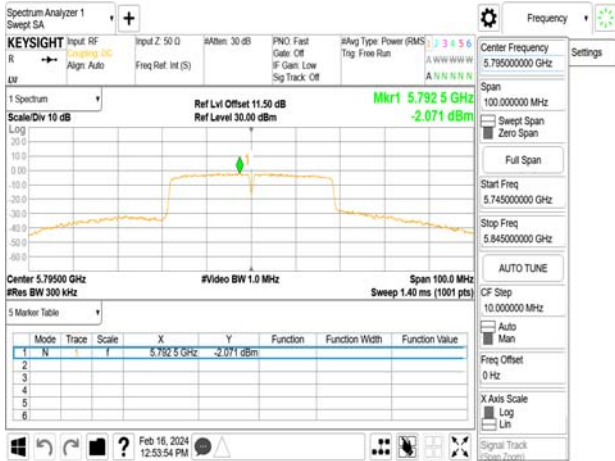 Spectrum Analyzer 1
Swept SA
Frequency
KEYSIGHT
R
Input: RF
Coupling: DC
Align: Auto
Input Z: 50 Ω
Freq Ref: Int (S)
#Atten: 30 dB
PNO: Fast
Gate: Off
IF Gain: Low
Sig Track: Off
#Avg Type: Power (RMS
Trig: Free Run
1 2 3 4 5 6
A W W W W W
A N N N N N
1 Spectrum
Scale/Div 10 dB
Ref Lvl Offset 11.50 dB
Ref Level 30.00 dBm
Mkr1 5.792 5 GHz
-2.071 dBm
Log
20.0
10.0
0.00
-10.0
-20.0
-30.0
-40.0
-50.0
-60.0
1
Center 5.79500 GHz
#Res BW 300 kHz
#Video BW 1.0 MHz
Span 100.0 MHz
Sweep 1.40 ms (1001 pts)
5 Marker Table
Mode Trace Scale X Y Function Function Width Function Value
1 N 1 f 5.792 5 GHz -2.071 dBm
2
3
4
5
6
Feb 16, 2024
12:53:54 PM
Center Frequency
5.795000000 GHz
Settings
Span
100.000000 MHz
Swept Span
Zero Span
Full Span
Start Freq
5.745000000 GHz
Stop Freq
5.845000000 GHz
AUTO TUNE
CF Step
10.000000 MHz
Auto
Man
Freq Offset
0 Hz
X Axis Scale
Log
Lin
Signal Track
(Span Zoom)